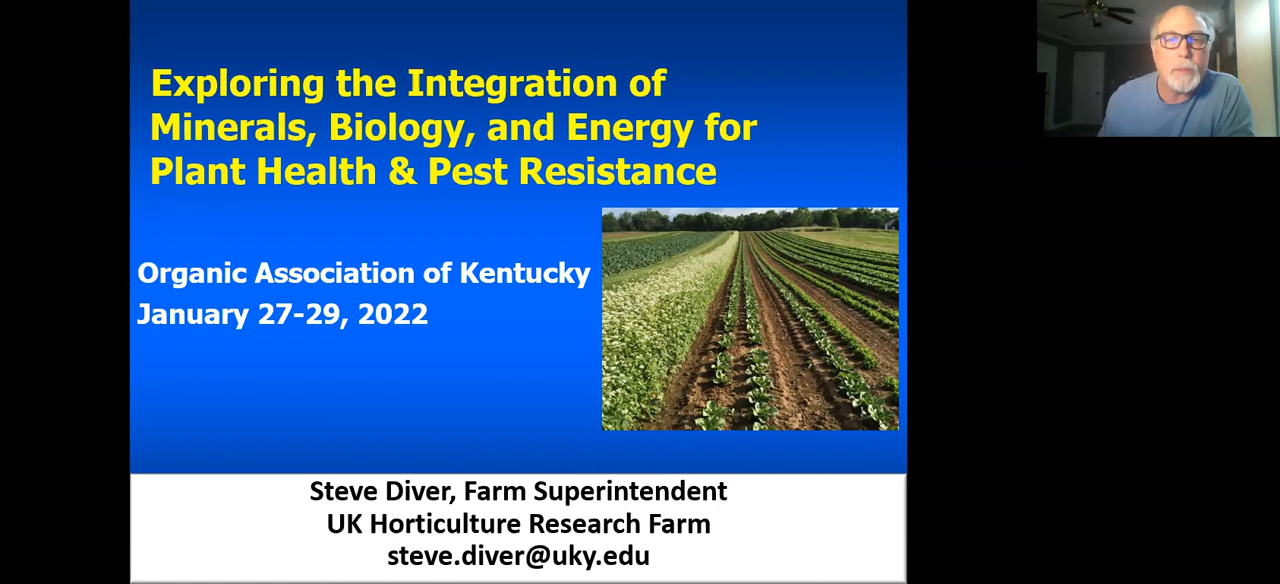 Exploring the Integration of
Minerals, Biology, and Energy for
Plant Health & Pest Resistance
Organic Association of Kentucky
January 27-29, 2022
Steve Diver, Farm Superintendent
UK Horticulture Research Farm
steve.diver@uky.edu